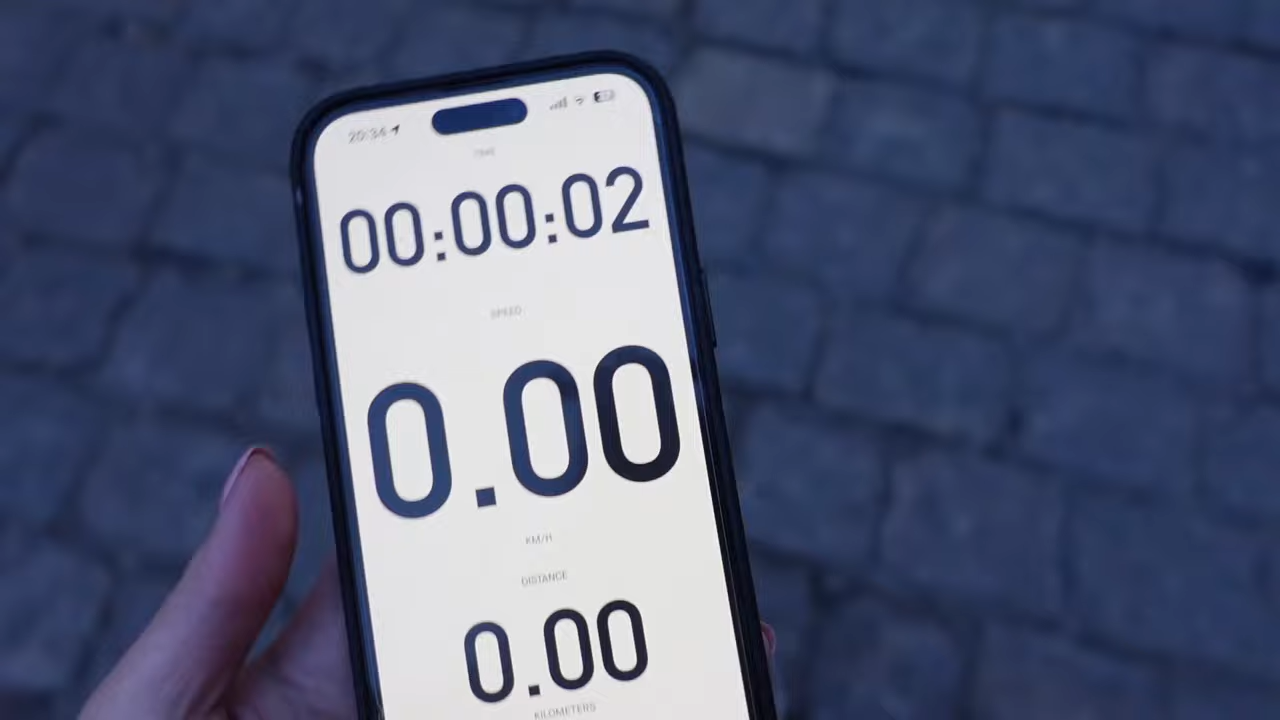 20:34
TIME
00:00:02
SPEED
0.00
KM/H
DISTANCE
0.00
KILOMETERS